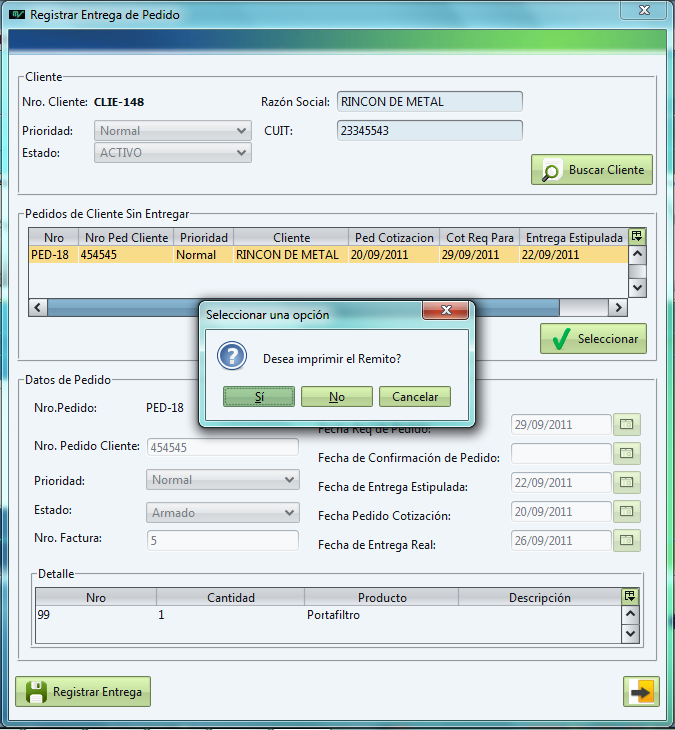 Registrar Entrega de Pedido
Cliente
Nro. Cliente: CLIE-148 Razón Social: RINCON DE METAL
Prioridad: Normal CUIT: 23345543
Estado: ACTIVO
Buscar Cliente
Pedidos de Cliente Sin Entregar
Nro Nro Ped Cliente Prioridad Cliente Ped Cotizacion Cot Req Para Entrega Estipulada
PED-18 454545 Normal RINCON DE METAL 20/09/2011 29/09/2011 22/09/2011
Seleccionar una opción
Desea imprimir el Remito?
Sí No Cancelar
Seleccionar
Datos de Pedido
Nro.Pedido: PED-18
Fecha Req de Pedido: 29/09/2011
Nro. Pedido Cliente: 454545
Fecha de Confirmación de Pedido:
Prioridad: Normal
Fecha de Entrega Estipulada: 22/09/2011
Estado: Armado
Fecha Pedido Cotización: 20/09/2011
Nro. Factura: 5
Fecha de Entrega Real: 26/09/2011
Detalle
Nro Cantidad Producto Descripción
99 1 Portafiltro
Registrar Entrega